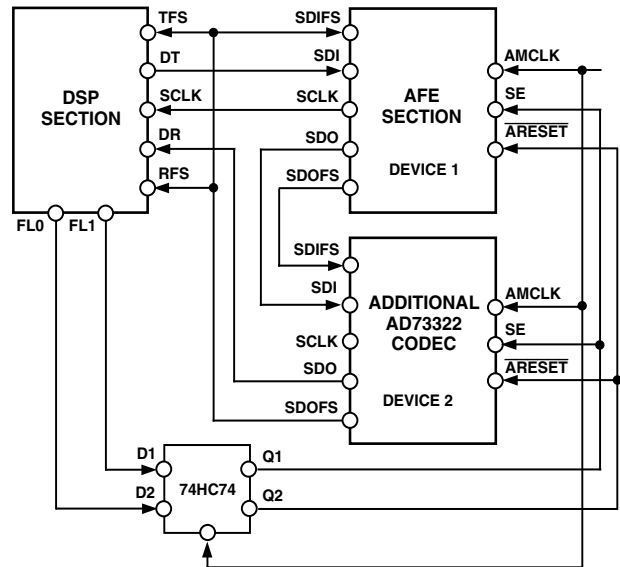 TFS
SDIFS
DT
SDI
AMCLK
DSP
SECTION
SCLK
SCLK
AFE
SECTION
SE
DR
SDO
ARESET
DEVICE 1
RFS
SDOFS
FL0
FL1
SDIFS
SDI
ADDITIONAL
AD73322
CODEC
AMCLK
SCLK
SE
SDO
ARESET
DEVICE 2
SDOFS
D1
Q1
74HC74
D2
Q2